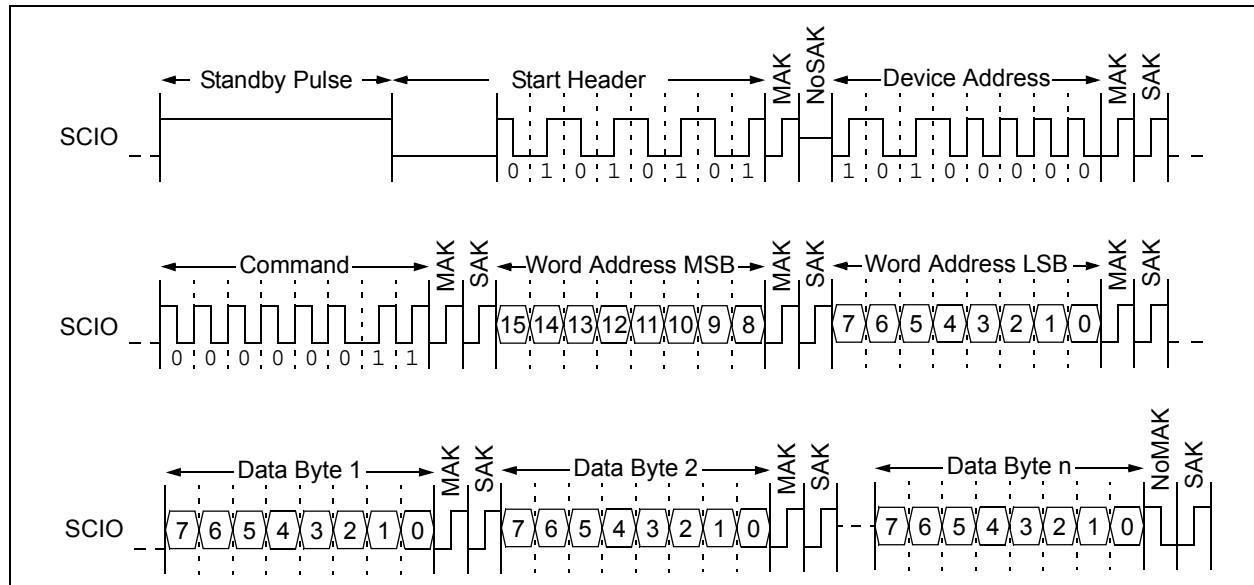 Standby Pulse Start Header MAK NoSAK Device Address MAK SAK
SCIO
0 1 0 1 0 1 0 1 1 0 1 0 0 0 0 0
Command MAK SAK Word Address MSB MAK SAK Word Address LSB MAK SAK
SCIO
15 14 13 12 11 10 9 8 7 6 5 4 3 2 1 0
0 0 0 0 0 0 1 1
Data Byte 1 MAK SAK Data Byte 2 MAK SAK Data Byte n NoMAK SAK
SCIO
7 6 5 4 3 2 1 0 7 6 5 4 3 2 1 0 7 6 5 4 3 2 1 0